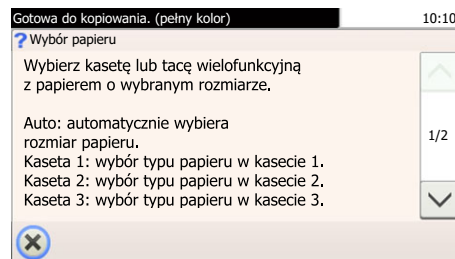 Gotowa do kopiowania. (pełny kolor)
10:10
? Wybór papieru
Wybierz kasetę lub tacę wielofunkcyjną
z papierem o wybranym rozmiarze.
Auto: automatycznie wybiera
rozmiar papieru.
1/2
Kaseta 1: wybór typu papieru w kasecie 1.
Kaseta 2: wybór typu papieru w kasecie 2.
Kaseta 3: wybór typu papieru w kasecie 3.